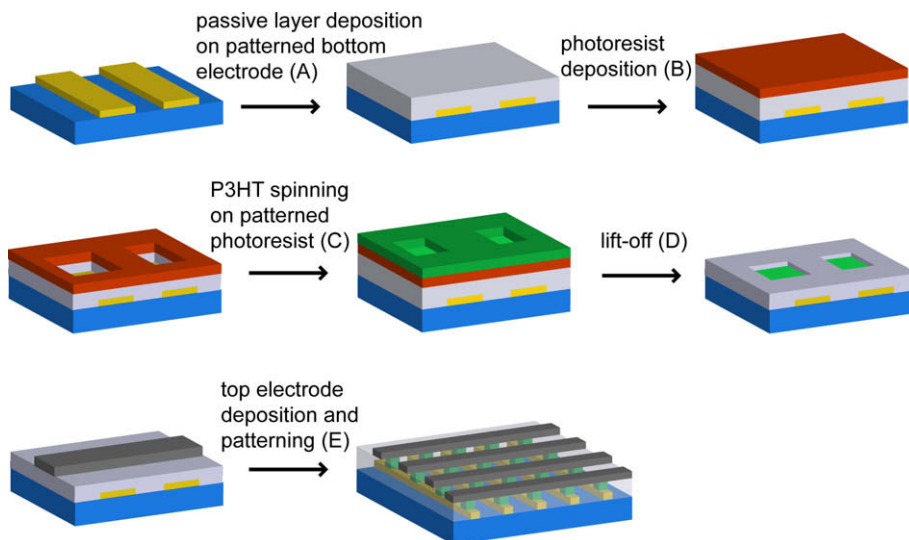 passive layer deposition
on patterned bottom
electrode (A)
photoresist
deposition (B)
P3HT spinning
on patterned
photoresist (C)
lift-off (D)
top electrode
deposition and
patterning (E)